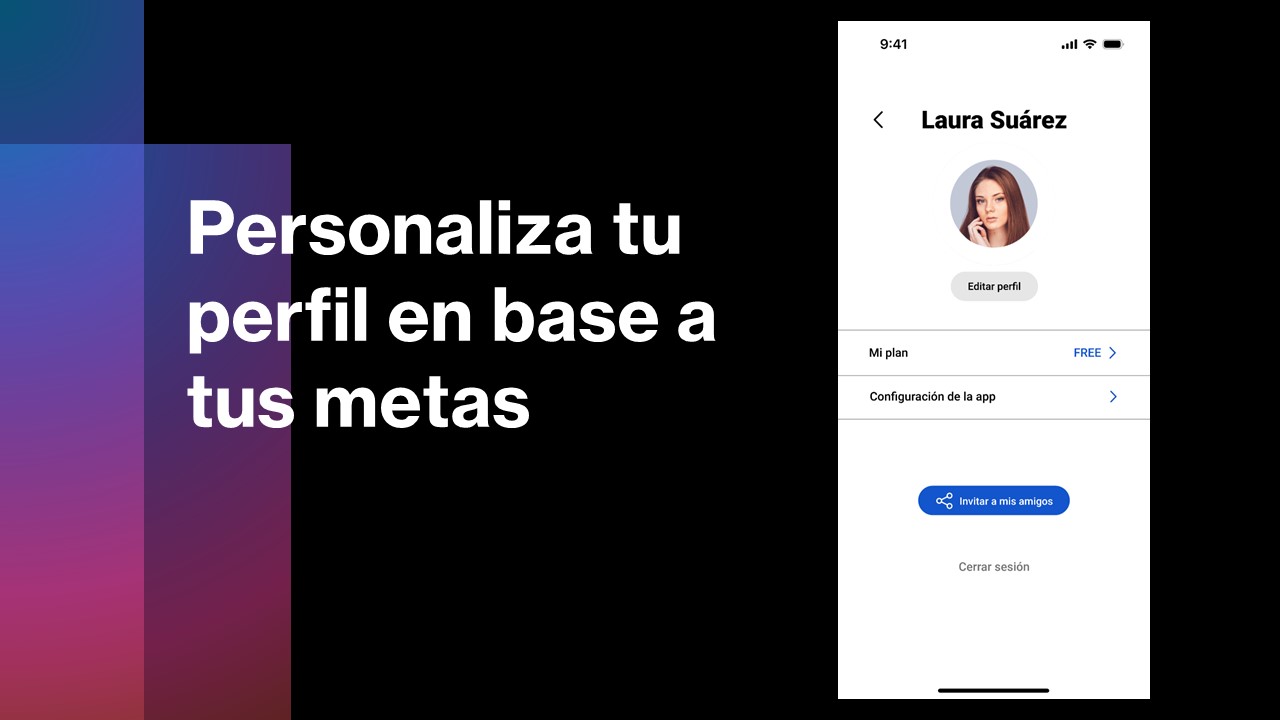 Personaliza tu
perfil en base a
tus metas
9:41
Laura Suárez
Editar perfil
Mi plan
FREE
Configuración de la app
Invitar a mis amigos
Cerrar sesión